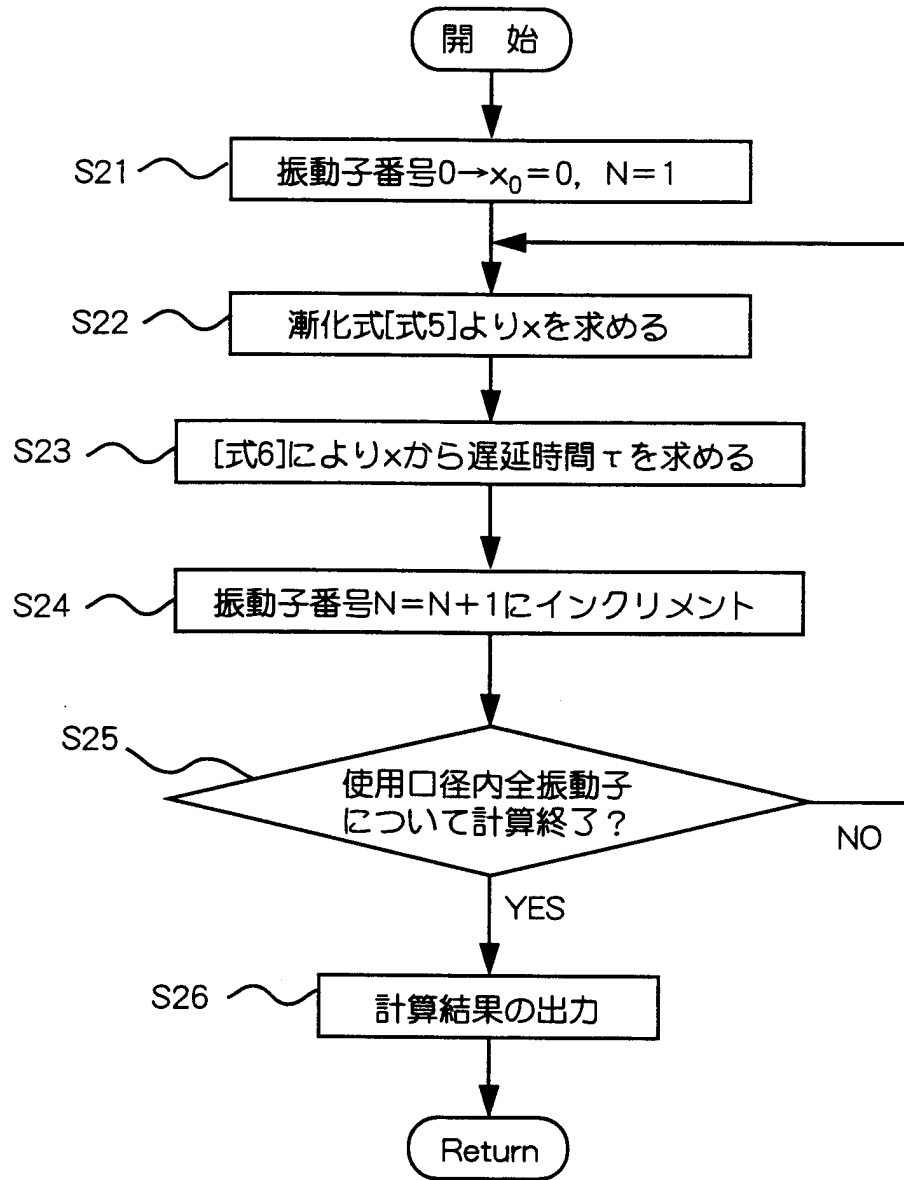 開 始
S21
振動子番号0→x₀=0, N=1
S22
漸化式[式5]よりxを求める
S23
[式6]によりxから遅延時間τを求める
S24
振動子番号N=N+1にインクリメント
S25
使用口径内全振動子
について計算終了?
NO
YES
S26
計算結果の出力
Return